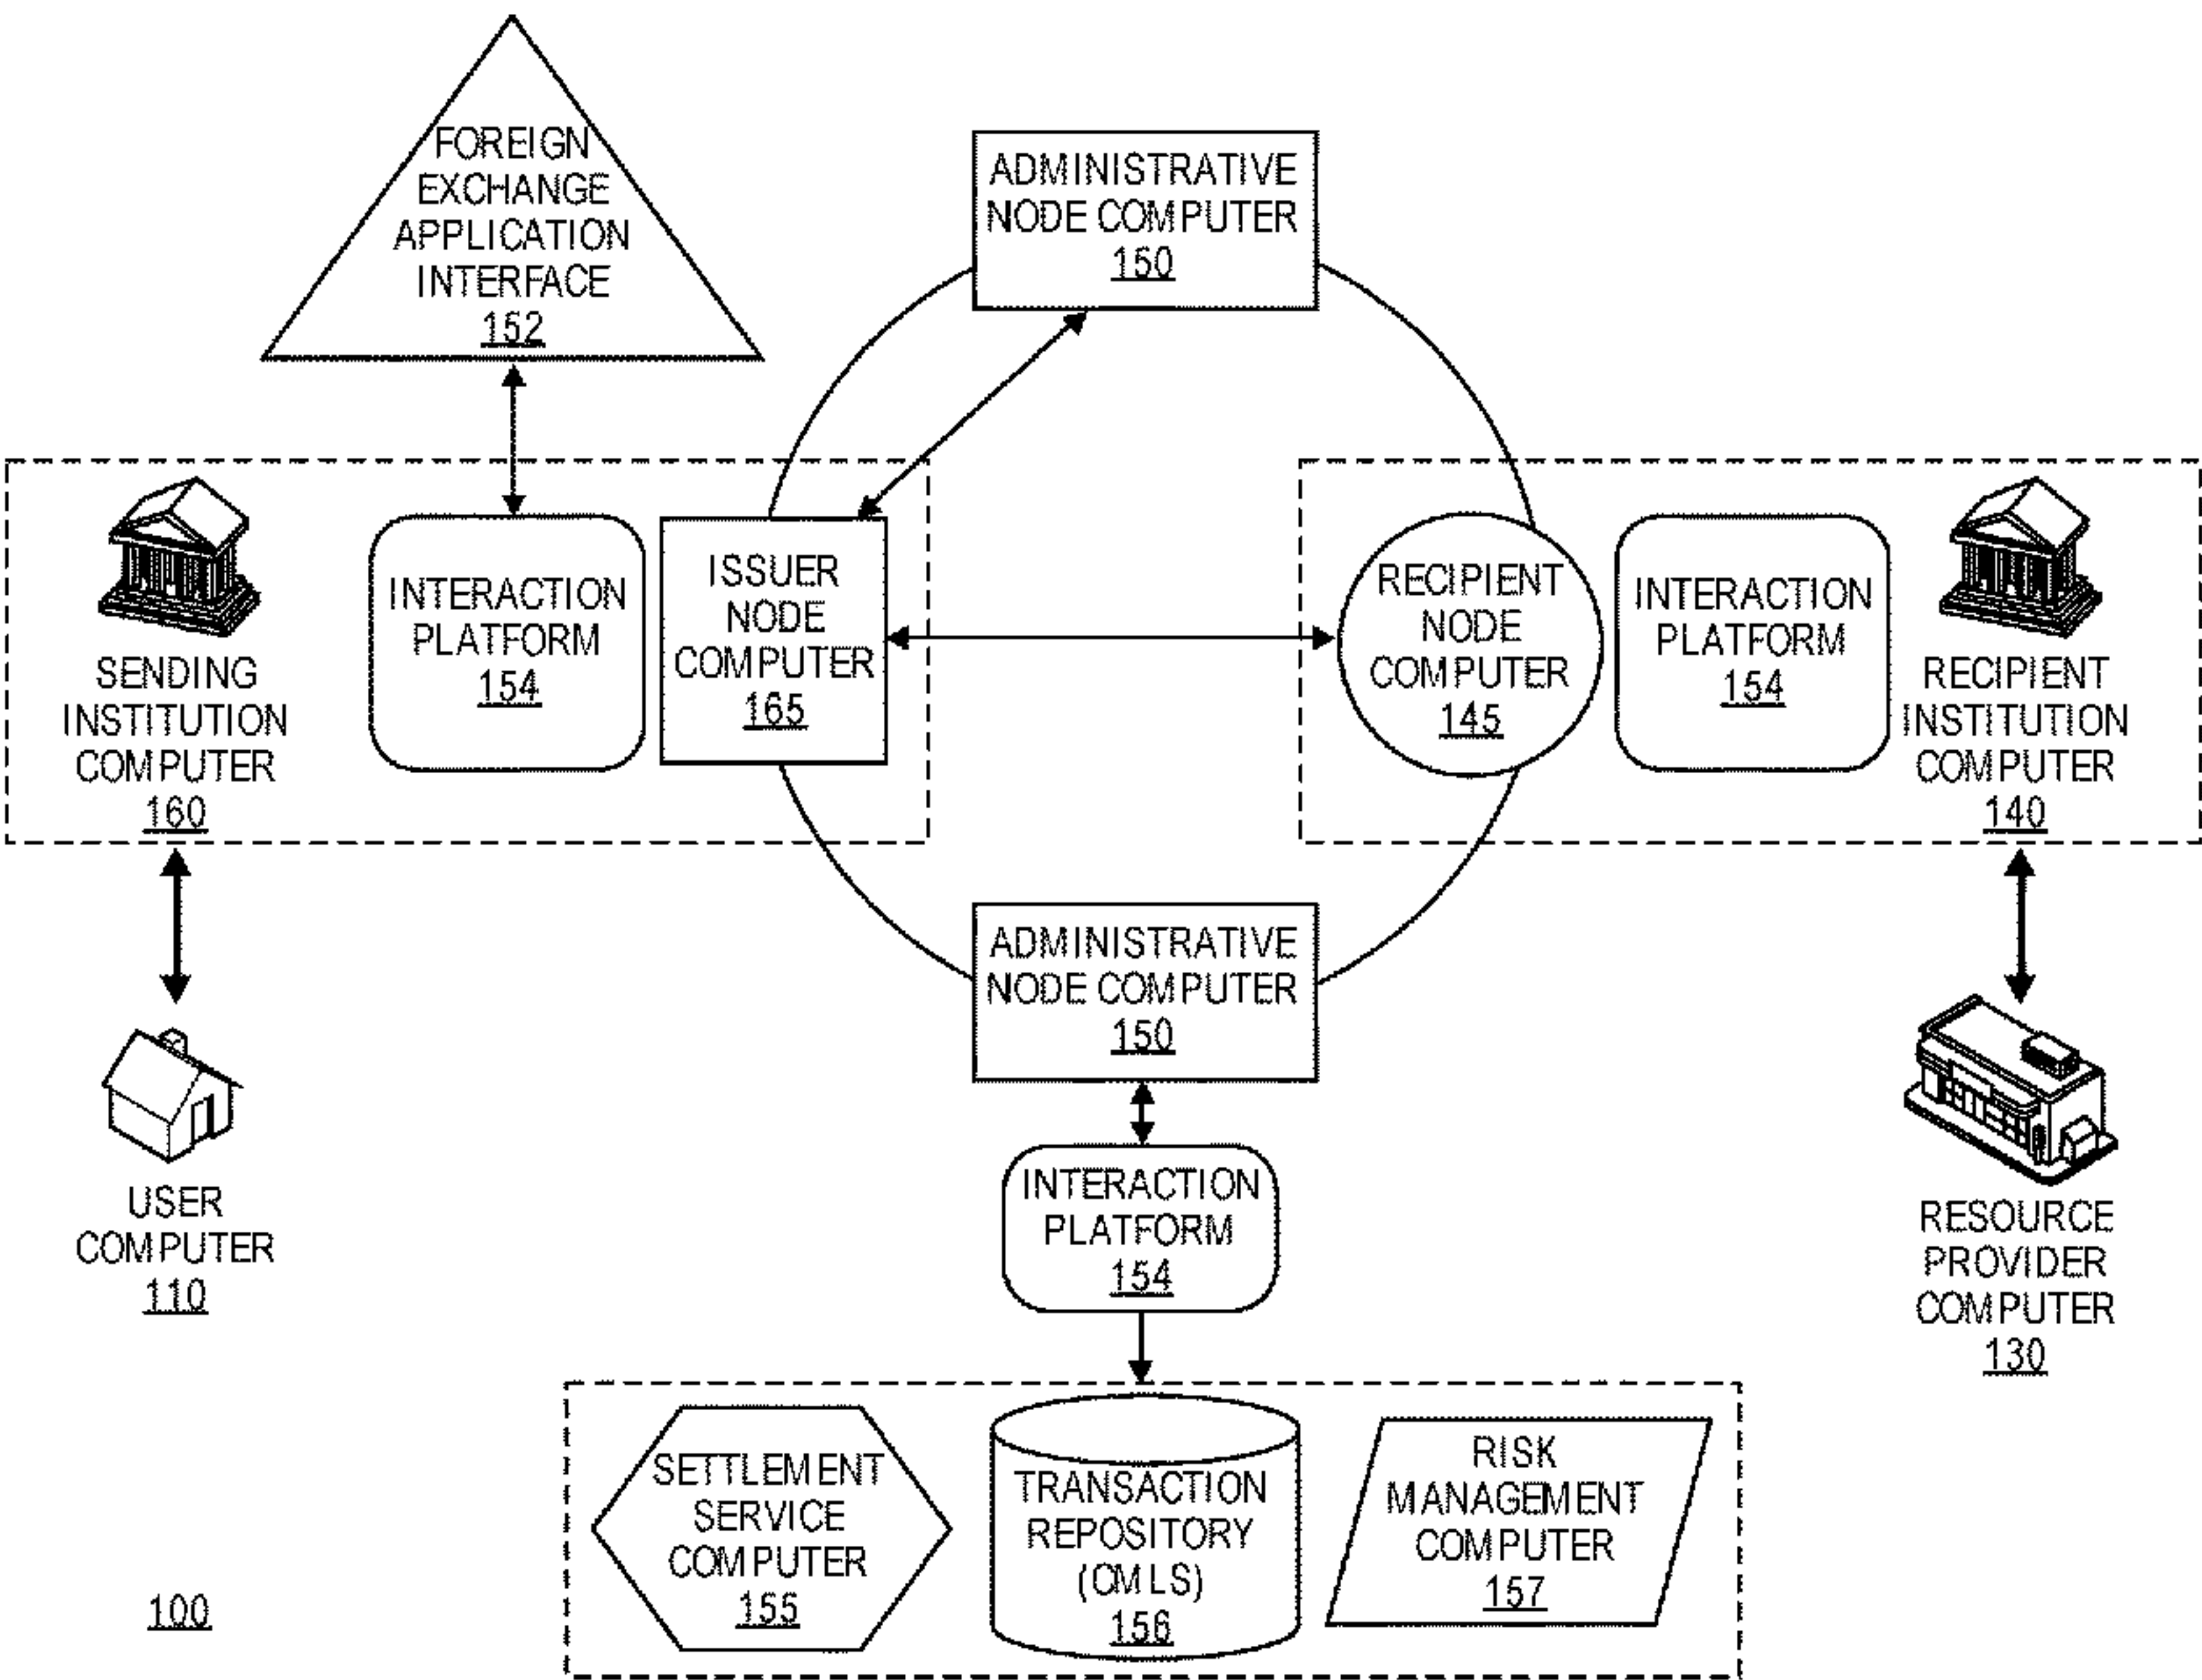 FOREIGN
EXCHANGE
APPLICATION
INTERFACE
152
ADMINISTRATIVE
NODE COMPUTER
150
SENDING
INSTITUTION
COMPUTER
160
INTERACTION
PLATFORM
154
ISSUER
NODE
COMPUTER
165
RECIPIENT
NODE
COMPUTER
145
INTERACTION
PLATFORM
154
RECIPIENT
INSTITUTION
COMPUTER
140
ADMINISTRATIVE
NODE COMPUTER
150
USER
COMPUTER
110
INTERACTION
PLATFORM
154
RESOURCE
PROVIDER
COMPUTER
130
SETTLEMENT
SERVICE
COMPUTER
155
TRANSACTION
REPOSITORY
(CMLS)
156
RISK
MANAGEMENT
COMPUTER
157
100